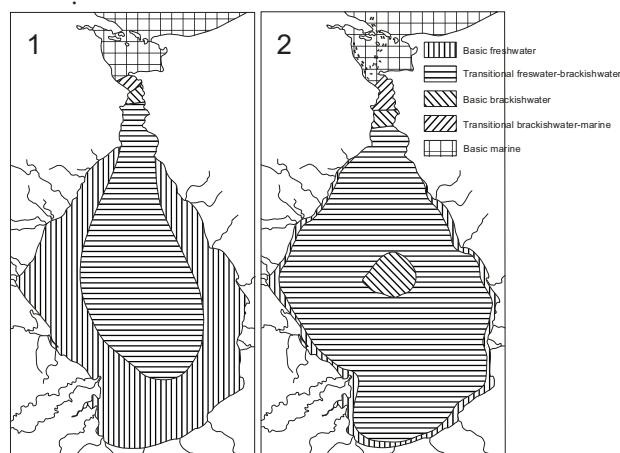 1
2
Basic freshwater
Transitional freswater-brackishwater
Basic brackishwater
Transitional brackishwater-marine
Basic marine